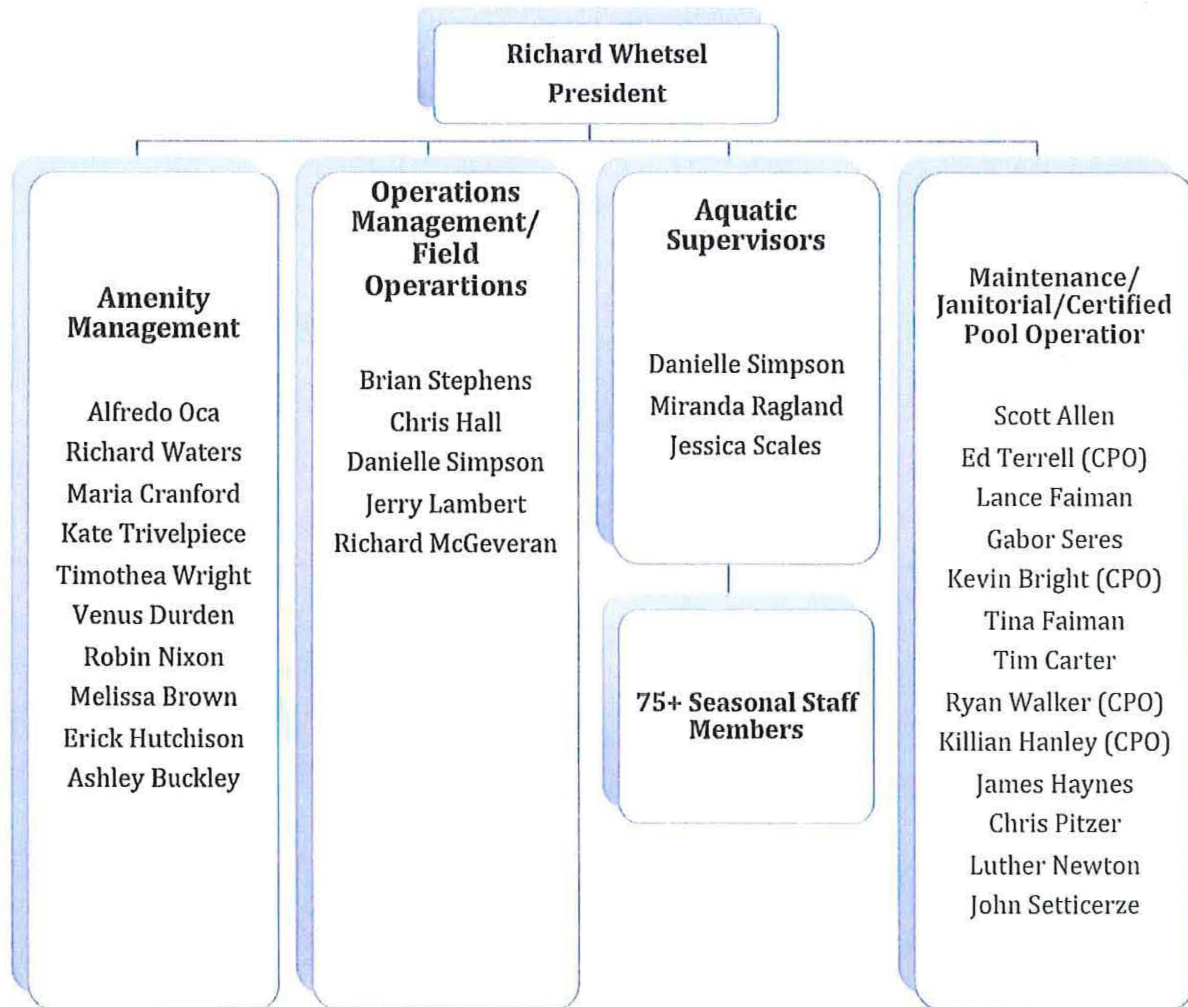 Richard Whetsel
President
Amenity
Management
Alfredo Oca
Richard Waters
Maria Cranford
Kate Trivelpiece
Timothea Wright
Venus Durden
Robin Nixon
Melissa Brown
Erick Hutchison
Ashley Buckley
Operations
Management/
Field
Operartions
Brian Stephens
Chris Hall
Danielle Simpson
Jerry Lambert
Richard McGeveran
Aquatic
Supervisors
Danielle Simpson
Miranda Ragland
Jessica Scales
75+ Seasonal Staff
Members
Maintenance/
Janitorial/Certified
Pool Operatior
Scott Allen
Ed Terrell (CPO)
Lance Faiman
Gabor Seres
Kevin Bright (CPO)
Tina Faiman
Tim Carter
Ryan Walker (CPO)
Killian Hanley (CPO)
James Haynes
Chris Pitzer
Luther Newton
John Setticerze